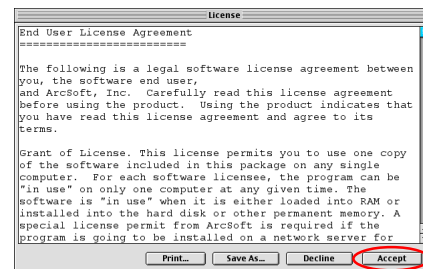 License
End User License Agreement
==========================
The following is a legal software license agreement between
you, the software end user,
and ArcSoft, Inc. Carefully read this license agreement
before using the product. Using the product indicates that
you have read this license agreement and agree to its
terms.
Grant of License. This license permits you to use one copy
of the software included in this package on any single
computer. For each software licensee, the program can be
"in use" on only one computer at any given time. The
software is "in use" when it is either loaded into RAM or
installed into the hard disk or other permanent memory. A
special license permit from ArcSoft is required if the
program is going to be installed on a network server for
Print... Save As... Decline Accept